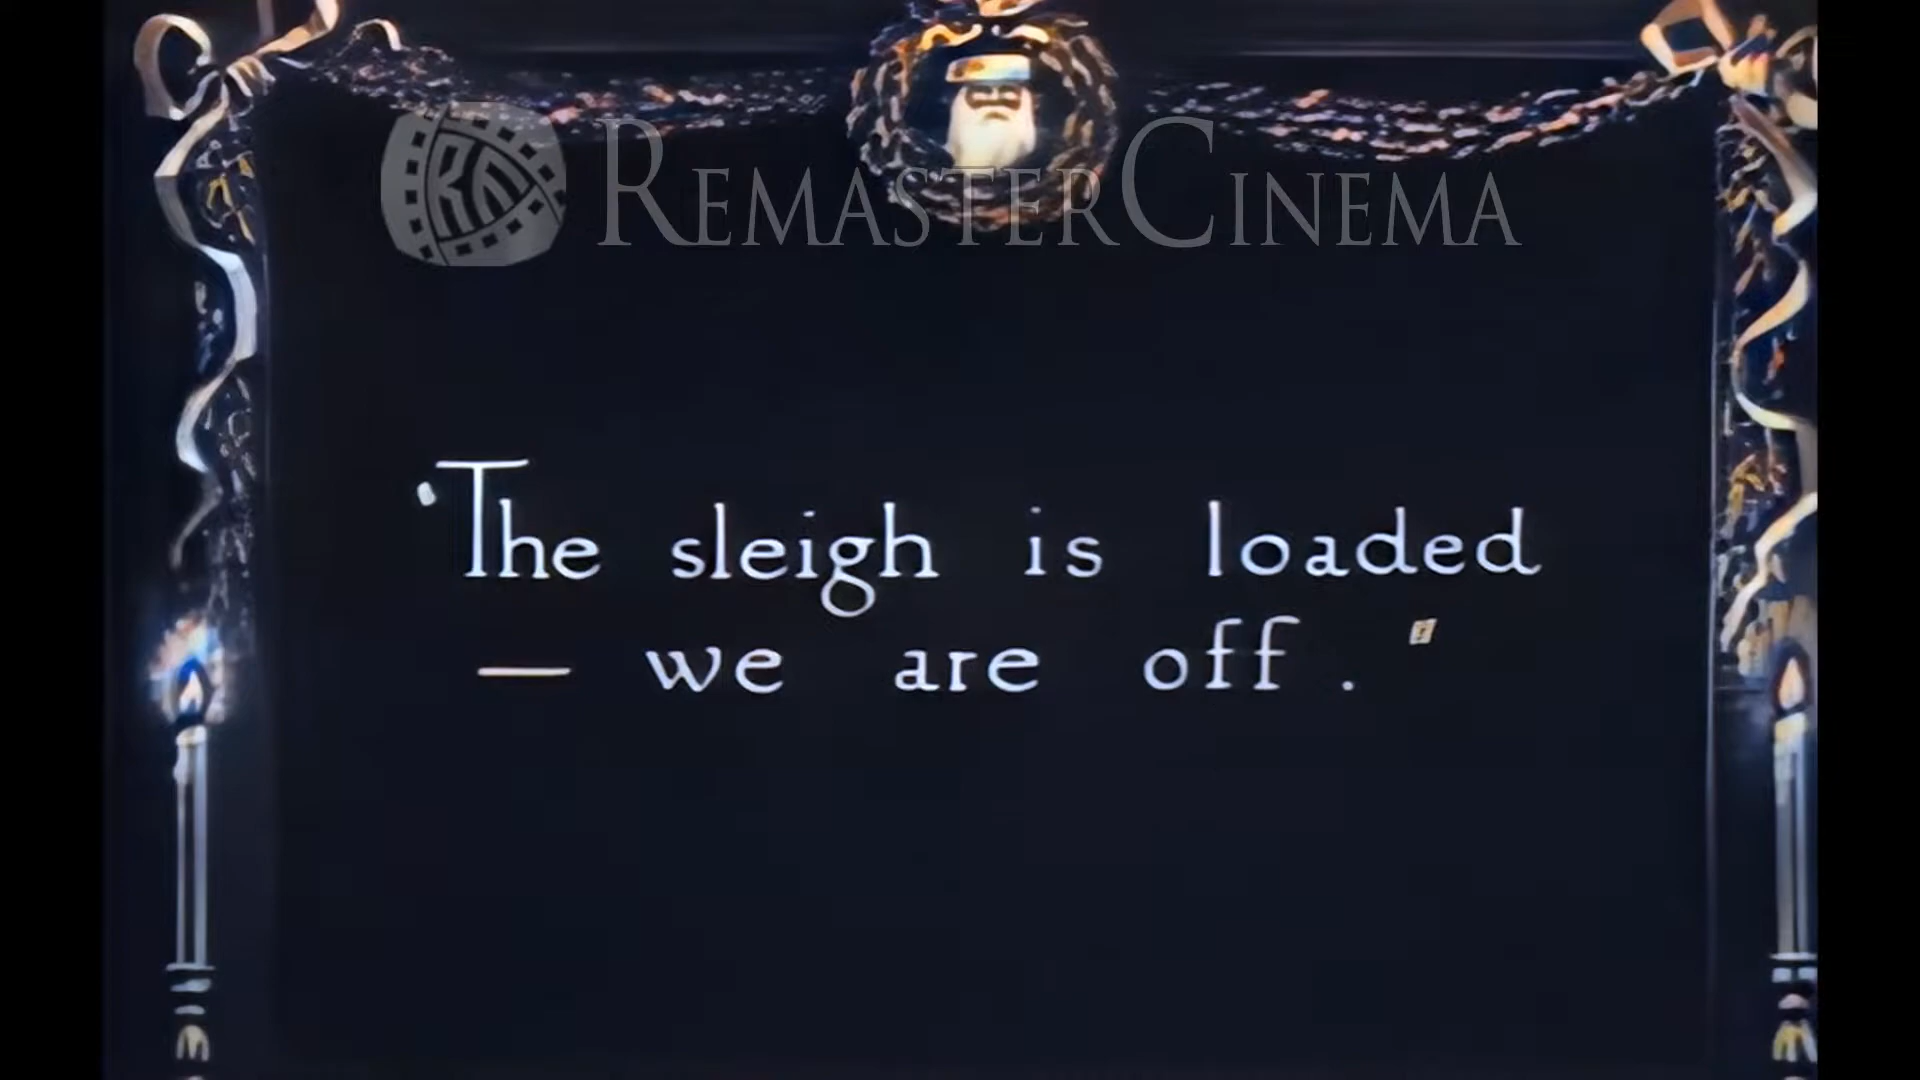 REMASTERCINEMA
"The sleigh is loaded
— we are off."